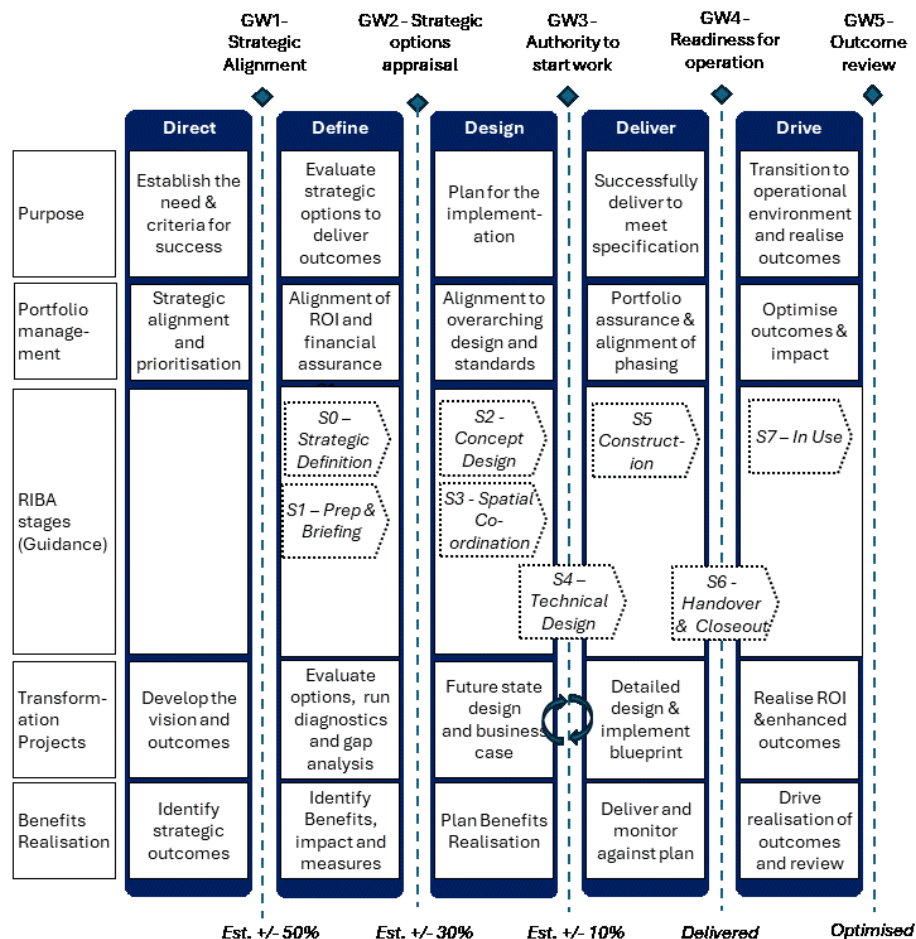 GW1-
Strategic
Alignment
GW2 - Strategic
options
appraisal
GW3 -
Authority to
start work
GW4 -
Readiness for
operation
GW5 -
Outcome
review
Direct
Define
Design
Deliver
Drive
Purpose
Establish the
need &
criteria for
success
Evaluate
strategic
options to
deliver
outcomes
Plan for the
implement-
ation
Successfully
deliver to
meet
specification
Transition to
operational
environment
and realise
outcomes
Portfolio
manage-
ment
Strategic
alignment
and
prioritisation
Alignment of
ROI and
financial
assurance
Alignment to
overarching
design and
standards
Portfolio
assurance &
alignment of
phasing
Optimise
outcomes &
impact
RIBA
stages
(Guidance)
S0 –
Strategic
Definition
S1 – Prep &
Briefing
S2 -
Concept
Design
S3 - Spatial
Co-
ordination
S4 –
Technical
Design
S5
Construct-
ion
S6 -
Handover
& Closeout
S7 – In Use
Transform-
ation
Projects
Develop the
vision and
outcomes
Evaluate
options, run
diagnostics
and gap
analysis
Future state
design
and business
case
Detailed
design &
implement
blueprint
Realise ROI
&enhanced
outcomes
Benefits
Realisation
Identify
strategic
outcomes
Identify
Benefits,
impact and
measures
Plan Benefits
Realisation
Deliver and
monitor
against plan
Drive
realisation of
outcomes
and review
Est. +/- 50%
Est. +/- 30%
Est. +/- 10%
Delivered
Optimised